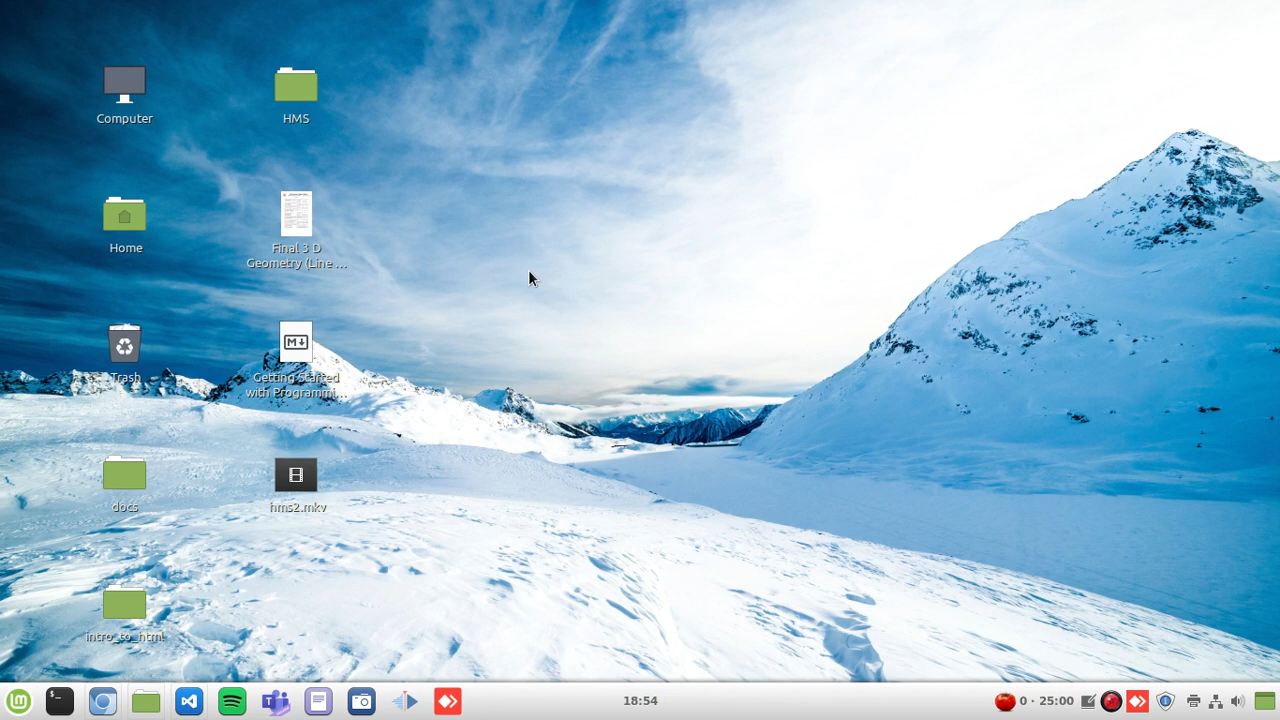 Computer
HMS
Home
Final 3 D
Geometry (Line ...
M
Trash
Getting Started
with Programmi...
docs
hms2.mkv
intro_to_html
$_
T
18:54
0 · 25:00